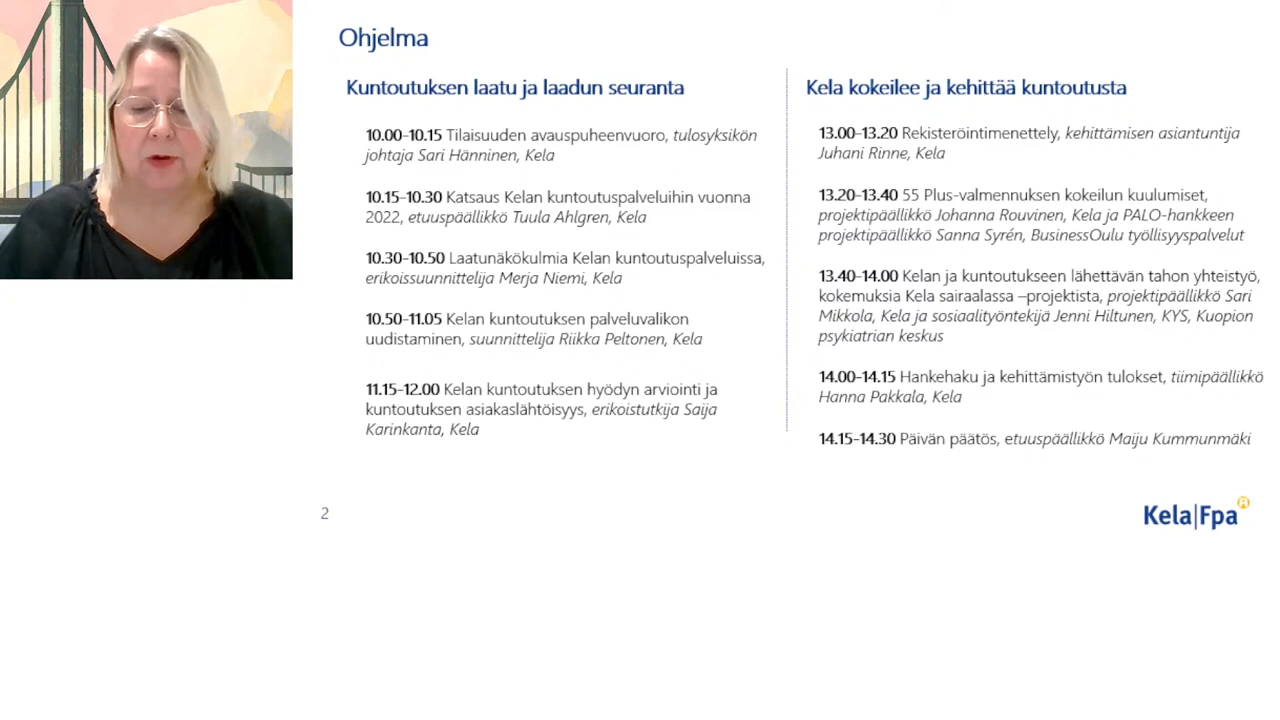 Ohjelma
Kuntoutuksen laatu ja laadun seuranta
10.00-10.15 Tilaisuuden avauspuheenvuoro, tulosyksikön
johtaja Sari Hänninen, Kela
10.15-10.30 Katsaus Kelan kuntoutuspalveluihin vuonna
2022, etuuspäällikkö Tuula Ahlgren, Kela
10.30-10.50 Laatunäkökulmia Kelan kuntoutuspalveluissa,
erikoissuunnittelija Merja Niemi, Kela
10.50-11.05 Kelan kuntoutuksen palveluvalikon
uudistaminen, suunnittelija Riikka Peltonen, Kela
11.15-12.00 Kelan kuntoutuksen hyödyn arviointi ja
kuntoutuksen asiakaslähtöisyys, erikoistutkija Saija
Karinkanta, Kela
Kela kokeilee ja kehittää kuntoutusta
13.00-13.20 Rekisteröintimenettely, kehittämisen asiantuntija
Juhani Rinne, Kela
13.20-13.40 55 Plus-valmennuksen kokeilun kuulumiset,
projektipäällikkö Johanna Rouvinen, Kela ja PALO-hankkeen
projektipäällikkö Sanna Syrén, BusinessOulu työllisyyspalvelut
13.40-14.00 Kelan ja kuntoutukseen lähettävän tahon yhteistyö,
kokemuksia Kela sairaalassa –projektista, projektipäällikkö Sari
Mikkola, Kela ja sosiaalityöntekijä Jenni Hiltunen, KYS, Kuopion
psykiatrian keskus
14.00-14.15 Hankehaku ja kehittämistyön tulokset, tiimipäällikkö
Hanna Pakkala, Kela
14.15-14.30 Päivän päätös, etuuspäällikkö Maiju Kummunmäki
2
Kela|Fpa